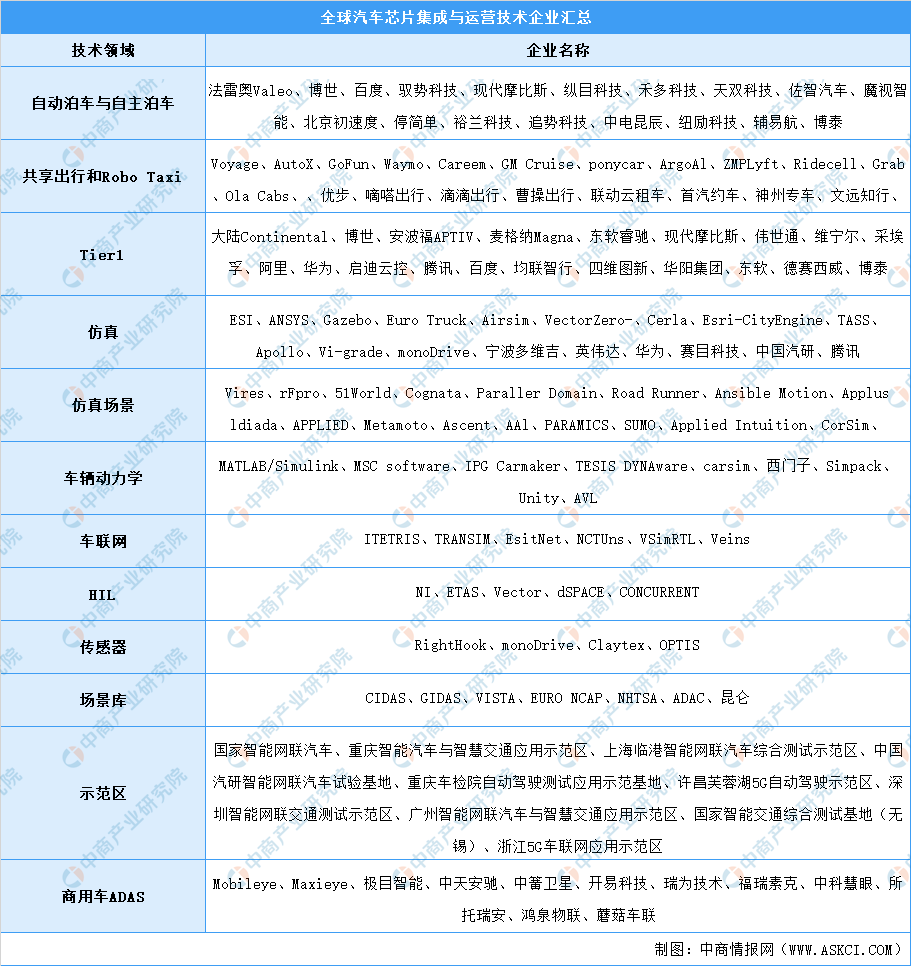 全球汽车芯片集成与运营技术企业汇总
技术领域
企业名称
自动泊车与自主泊车
法雷奥Valeo、博世、百度、驭势科技、现代摩比斯、纵目科技、禾多科技、天双科技、佐智汽车、魔视智
能、北京初速度、停简单、裕兰科技、追势科技、中电昆辰、纽励科技、辅易航、博泰
共享出行和Robo Taxi
Voyage、AutoX、GoFun、Waymo、Careem、GM Cruise、ponycar、ArgoAl、ZMPLyft、Ridecell、Grab
、Ola Cabs、、优步、嘀嗒出行、滴滴出行、曹操出行、联动云租车、首汽约车、神州专车、文远知行、
Tier1
大陆Continental、博世、安波福APTIV、麦格纳Magna、东软睿驰、现代摩比斯、伟世通、维宁尔、采埃
孚、阿里、华为、启迪云控、腾讯、百度、均联智行、四维图新、华阳集团、东软、德赛西威、博泰
仿真
ESI、ANSYS、Gazebo、Euro Truck、Airsim、VectorZero-、Cerla、Esri-CityEngine、TASS、
Apollo、Vi-grade、monoDrive、宁波多维吉、英伟达、华为、赛目科技、中国汽研、腾讯
仿真场景
Vires、rFpro、51World、Cognata、Paraller Domain、Road Runner、Ansible Motion、Applus
ldiada、APPLIED、Metamoto、Ascent、AAl、PARAMICS、SUMO、Applied Intuition、CorSim、
车辆动力学
MATLAB/Simulink、MSC software、IPG Carmaker、TESIS DYNAware、carsim、西门子、Simpack、
Unity、AVL
车联网
ITETRIS、TRANSIM、EsitNet、NCTUns、VSimRTL、Veins
HIL
NI、ETAS、Vector、dSPACE、CONCURRENT
传感器
RightHook、monoDrive、Claytex、OPTIS
场景库
CIDAS、GIDAS、VISTA、EURO NCAP、NHTSA、ADAC、昆仑
示范区
国家智能网联汽车、重庆智能汽车与智慧交通应用示范区、上海临港智能网联汽车综合测试示范区、中国
汽研智能网联汽车试验基地、重庆车检院自动驾驶测试应用示范基地、许昌芙蓉湖5G自动驾驶示范区、深
圳智能网联交通测试示范区、广州智能网联汽车与智慧交通应用示范区、国家智能交通综合测试基地（无
锡）、浙江5G车联网应用示范区
商用车ADAS
Mobileye、Maxieye、极目智能、中天安驰、中寰卫星、开易科技、瑞为技术、福瑞泰克、中科慧眼、所
托瑞安、鸿泉物联、蘑菇车联
制图：中商情报网（WWW.ASKCI.COM）
中商产业研究院